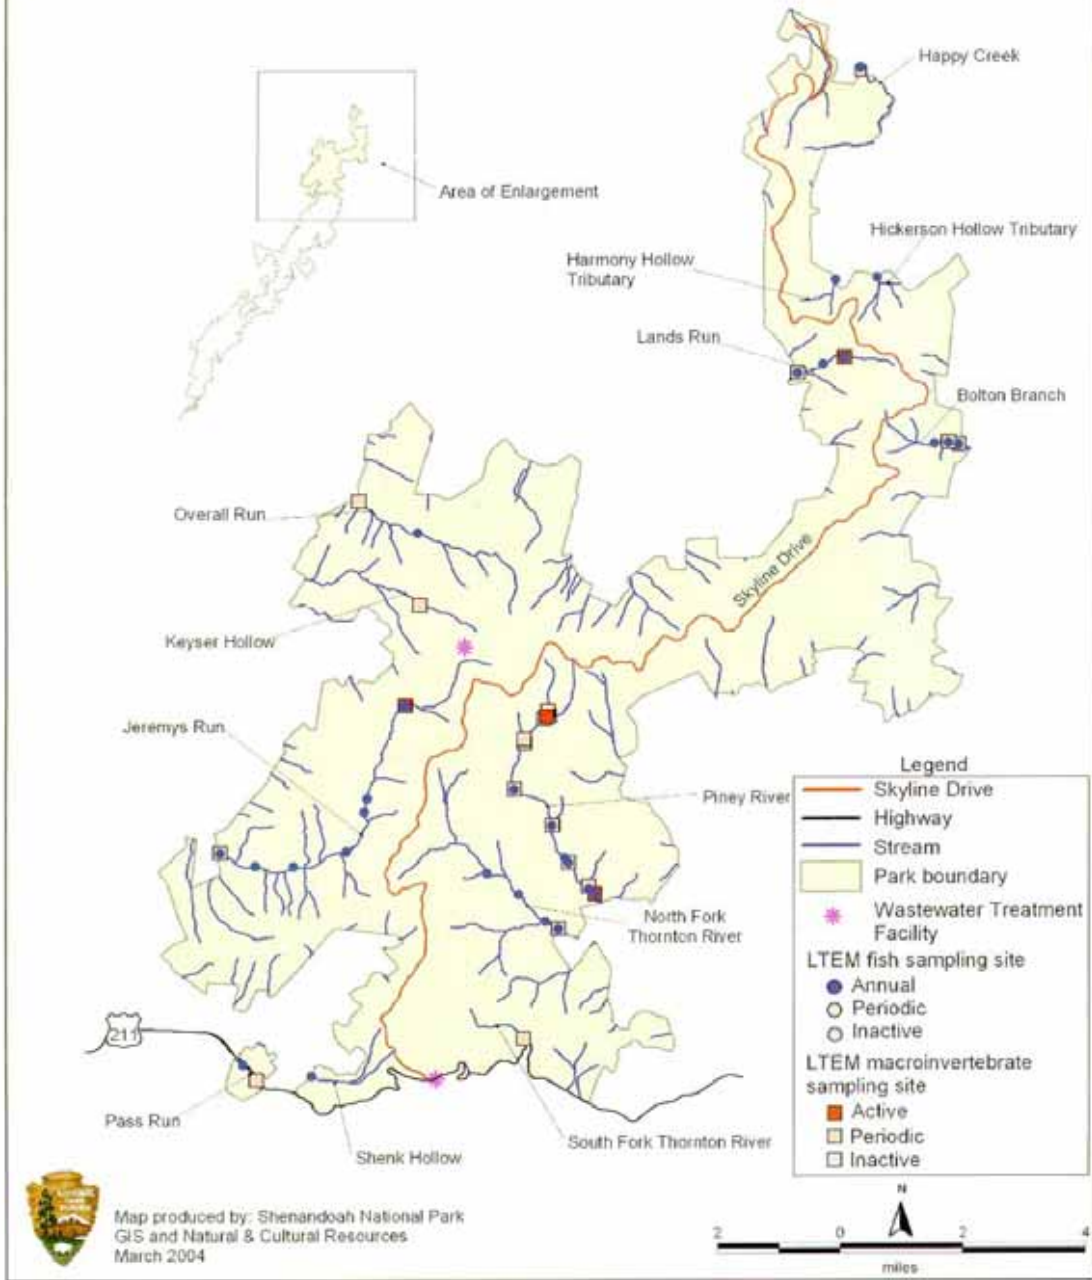 Happy Creek
Area of Enlargement
Hickerson Hollow Tributary
Harmony Hollow
Tributary
Lands Run
Bolton Branch
Overall Run
Skyline Drive
Keyser Hollow
Jeremys Run
Piney River
North Fork
Thornton River
211
Pass Run
Shenk Hollow
South Fork Thornton River
Legend
Skyline Drive
Highway
Stream
Park boundary
Wastewater Treatment
Facility
LTEM fish sampling site
Annual
Periodic
Inactive
LTEM macroinvertebrate
sampling site
Active
Periodic
Inactive
Map produced by: Shenandoah National Park
GIS and Natural & Cultural Resources
March 2004
N
2 0 2 4
miles